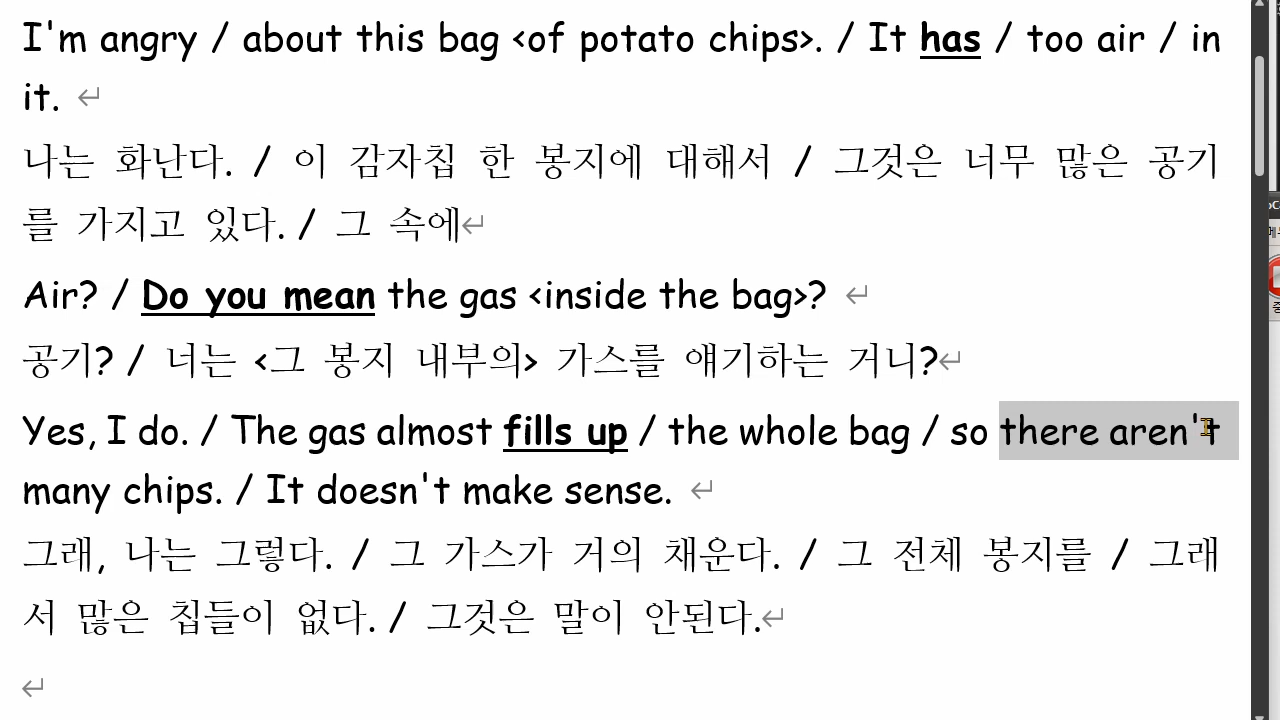 I'm angry / about this bag <of potato chips>. / It has / too air / in
it. ↵
나는 화난다. / 이 감자칩 한 봉지에 대해서 / 그것은 너무 많은 공기
를 가지고 있다. / 그 속에↵
Air? / Do you mean the gas <inside the bag>? ↵
공기? / 너는 <그 봉지 내부의> 가스를 얘기하는 거니?↵
Yes, I do. / The gas almost fills up / the whole bag / so there aren't
many chips. / It doesn't make sense. ↵
그래, 나는 그렇다. / 그 가스가 거의 채운다. / 그 전체 봉지를 / 그래
서 많은 칩들이 없다. / 그것은 말이 안된다.↵
↵